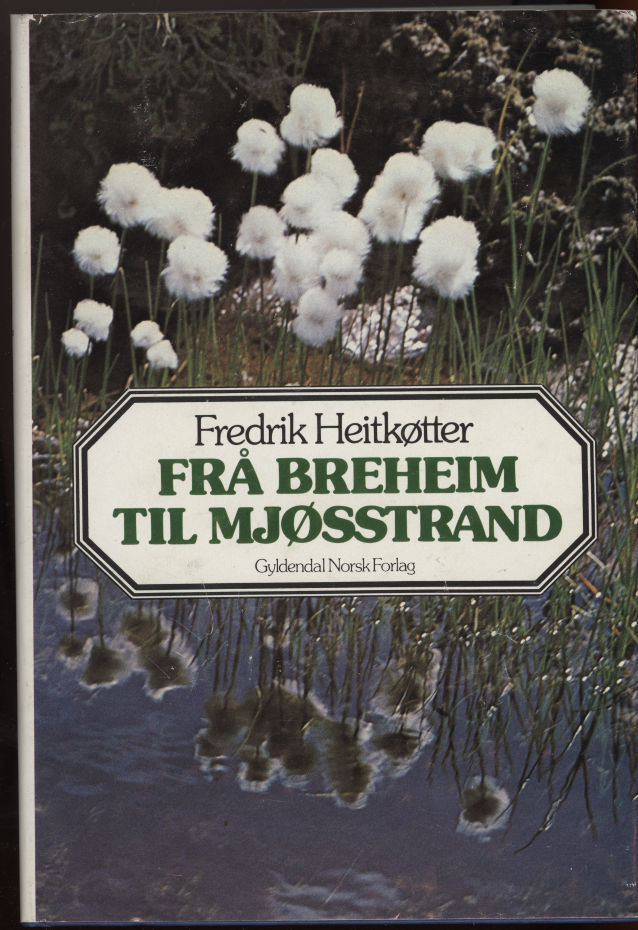 Fredrik Heitkøtter
FRÅ BREHEIM
TIL MJØSSTRAND
Gyldendal Norsk Forlag